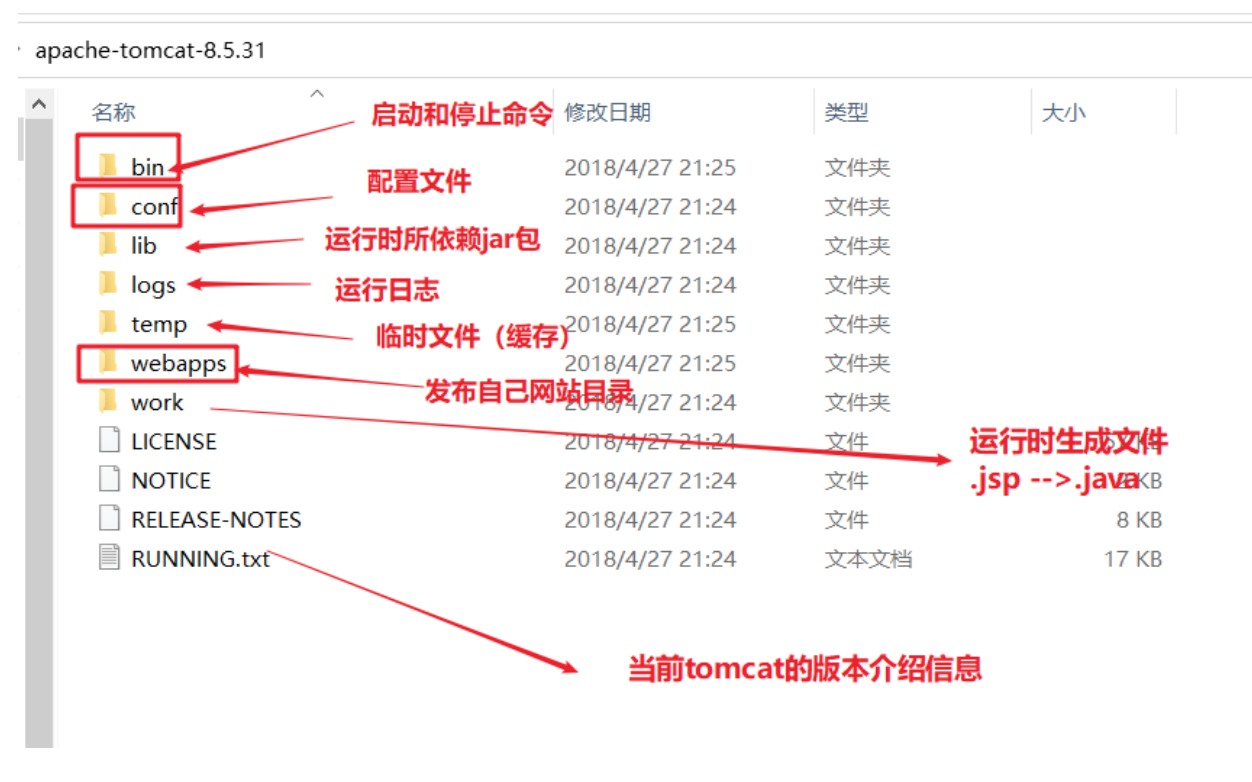 apache-tomcat-8.5.31
名称 启动和停止命令 修改日期 类型 大小
bin 2018/4/27 21:25 文件夹
配置文件
conf 2018/4/27 21:24 文件夹
lib 运行时所依赖jar包 2018/4/27 21:24 文件夹
logs 运行日志 2018/4/27 21:24 文件夹
temp 临时文件（缓存） 2018/4/27 21:25 文件夹
webapps 2018/4/27 21:25 文件夹
发布自己网站目录
work 2018/4/27 21:24 文件夹
LICENSE 2018/4/27 21:24 文件 运行时生成文件 KB
NOTICE 2018/4/27 21:24 文件 .jsp -->.java KB
RELEASE-NOTES 2018/4/27 21:24 文件 8 KB
RUNNING.txt 2018/4/27 21:24 文本文档 17 KB
当前tomcat的版本介绍信息